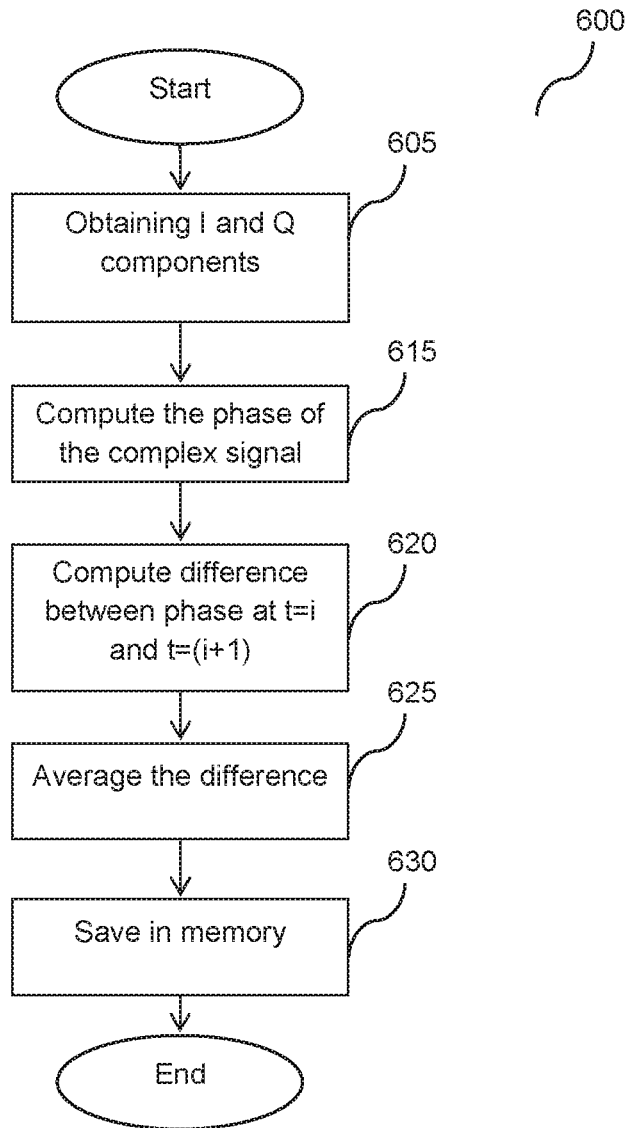 600
Start
605
Obtaining I and Q
components
615
Compute the phase of
the complex signal
620
Compute difference
between phase at t=i
and t=(i+1)
625
Average the difference
630
Save in memory
End